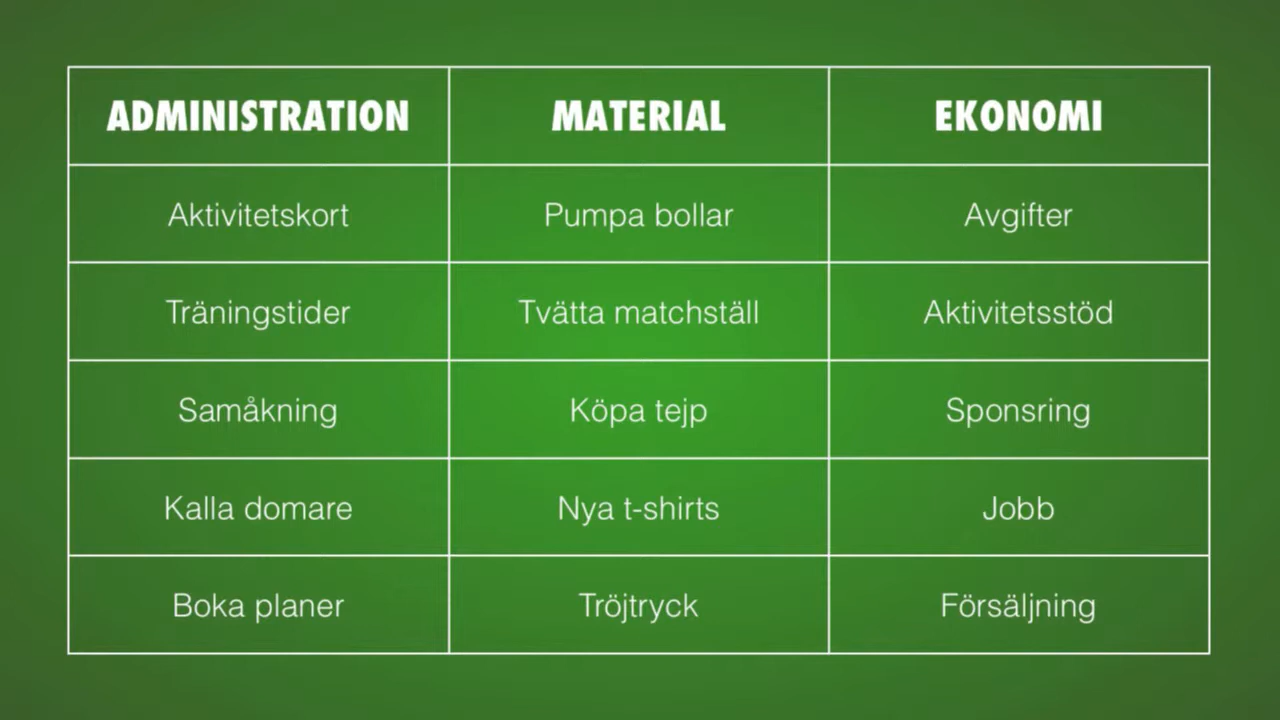 ADMINISTRATION MATERIAL EKONOMI
Aktivitetskort Pumpa bollar Avgifter
Träningstider Tvätta matchställ Aktivitetsstöd
Samåkning Köpa tejp Sponsring
Kalla domare Nya t-shirts Jobb
Boka planer Tröjtryck Försäljning